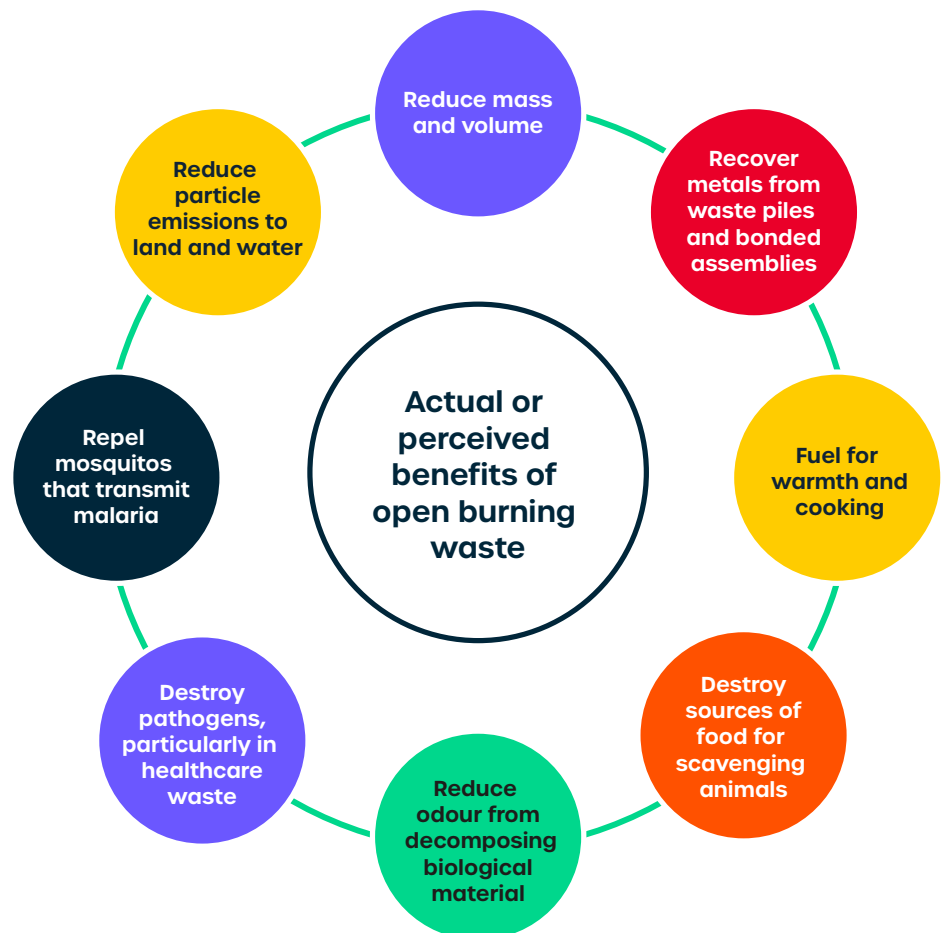 Reduce mass
and volume
Recover
metals from
waste piles
and bonded
assemblies
Fuel for
warmth and
cooking
Destroy
sources of
food for
scavenging
animals
Reduce
odour from
decomposing
biological
material
Destroy
pathogens,
particularly in
healthcare
waste
Repel
mosquitos
that transmit
malaria
Reduce
particle
emissions to
land and water
Actual or
perceived
benefits of
open burning
waste